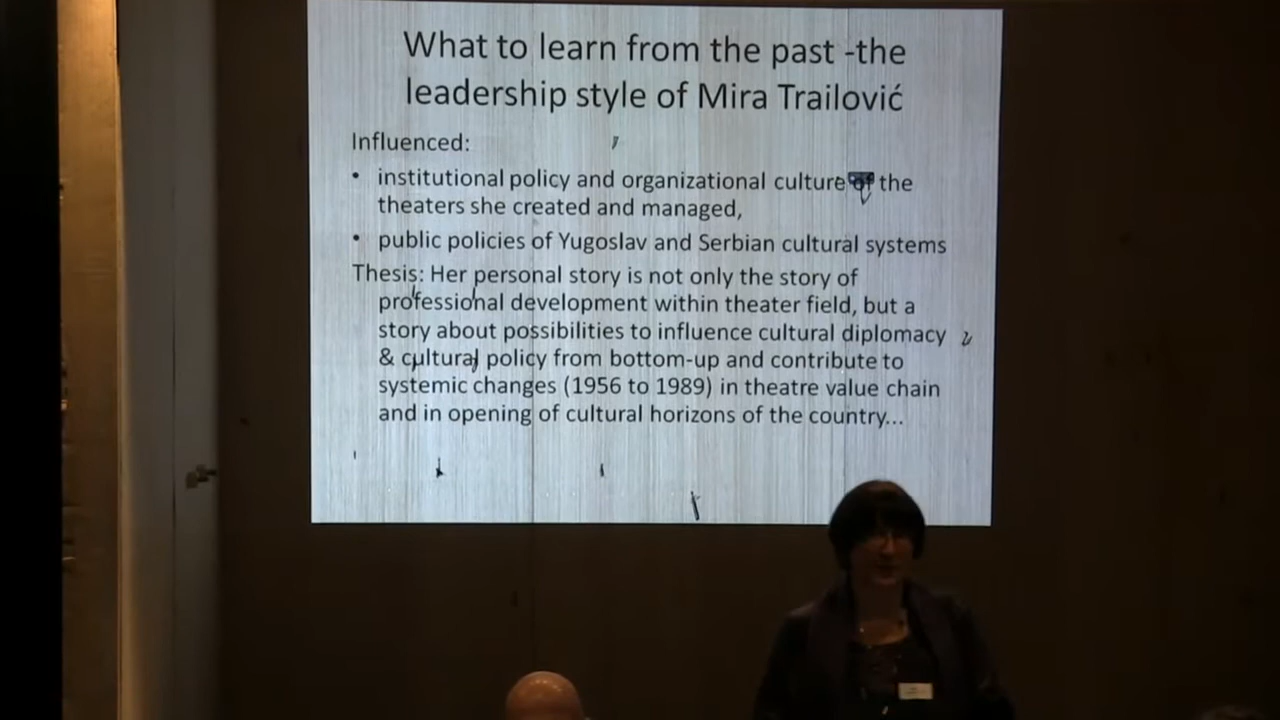 What to learn from the past -the
leadership style of Mira Trailović
Influenced:
• institutional policy and organizational culture of the
theaters she created and managed,
• public policies of Yugoslav and Serbian cultural systems
Thesis: Her personal story is not only the story of
professional development within theater field, but a
story about possibilities to influence cultural diplomacy
& cultural policy from bottom-up and contribute to
systemic changes (1956 to 1989) in theatre value chain
and in opening of cultural horizons of the country...